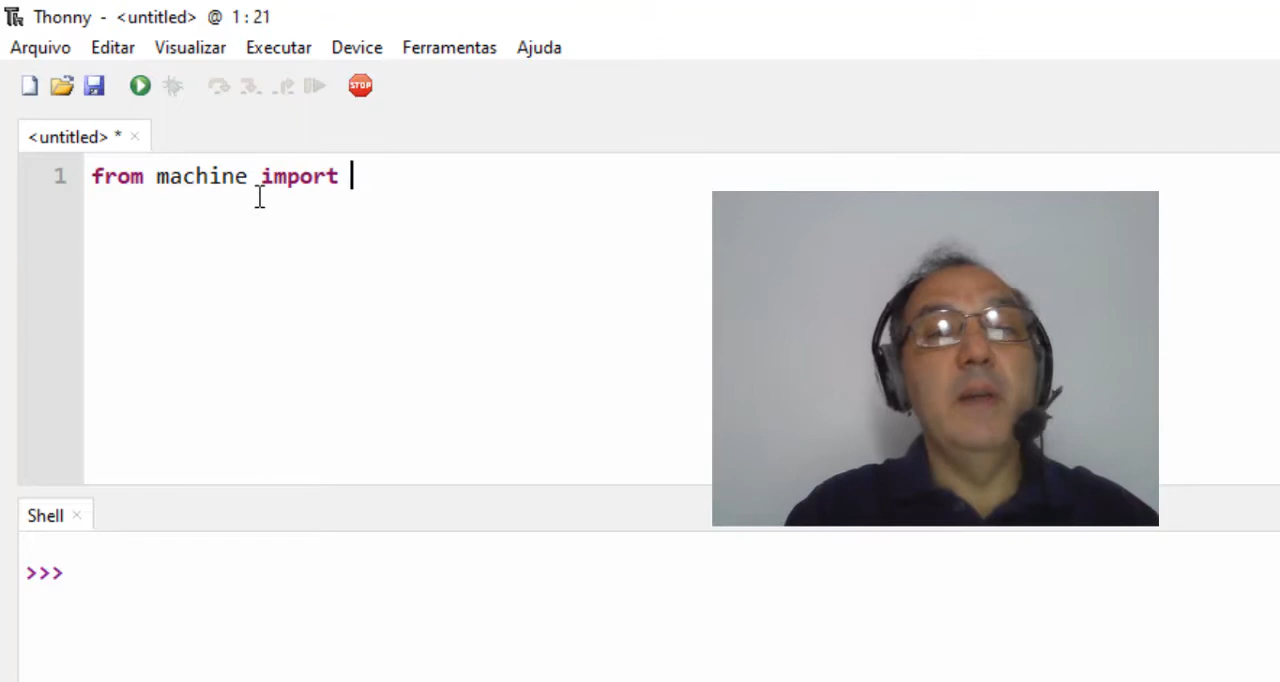 Thonny - <untitled> @ 1:21
Arquivo Editar Visualizar Executar Device Ferramentas Ajuda
STOP
<untitled> *
1 from machine import
Shell
>>>